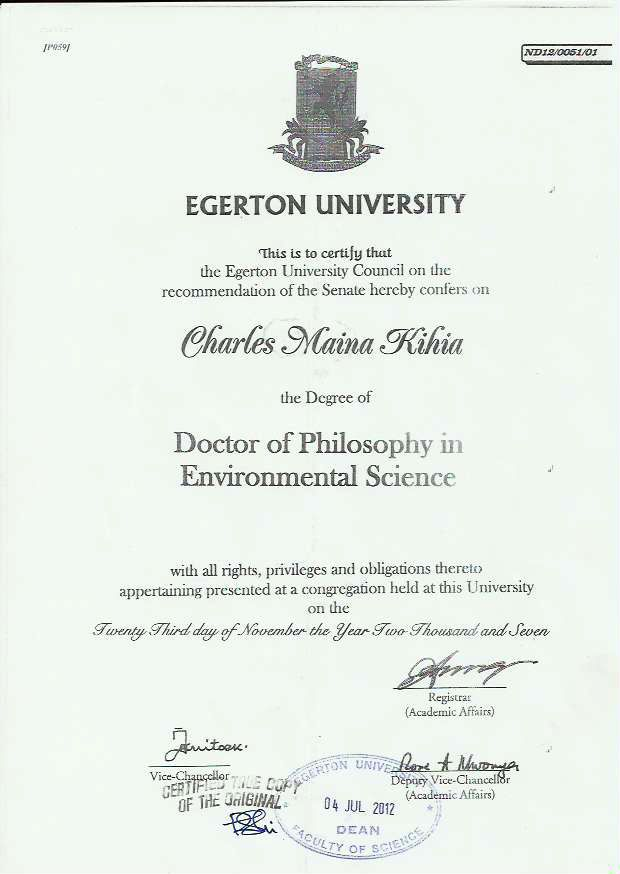 [P059]
ND12/0051/01
EGERTON UNIVERSITY
This is to certify that
the Egerton University Council on the
recommendation of the Senate hereby confers on
Charles Maina Kihia
the Degree of
Doctor of Philosophy in
Environmental Science
with all rights, privileges and obligations thereto
appertaining presented at a congregation held at this University
on the
Twenty Third day of November the Year Two Thousand and Seven
Registrar
(Academic Affairs)
Vice-Chancellor
Deputy Vice-Chancellor
(Academic Affairs)
CERTIFIED TRUE COPY
OF THE ORIGINAL
EGERTON UNIVERSITY
04 JUL 2012
DEAN
FACULTY OF SCIENCE